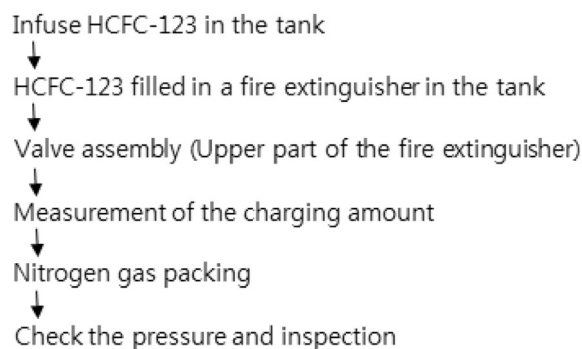 Infuse HCFC-123 in the tank
HCFC-123 filled in a fire extinguisher in the tank
Valve assembly (Upper part of the fire extinguisher)
Measurement of the charging amount
Nitrogen gas packing
Check the pressure and inspection